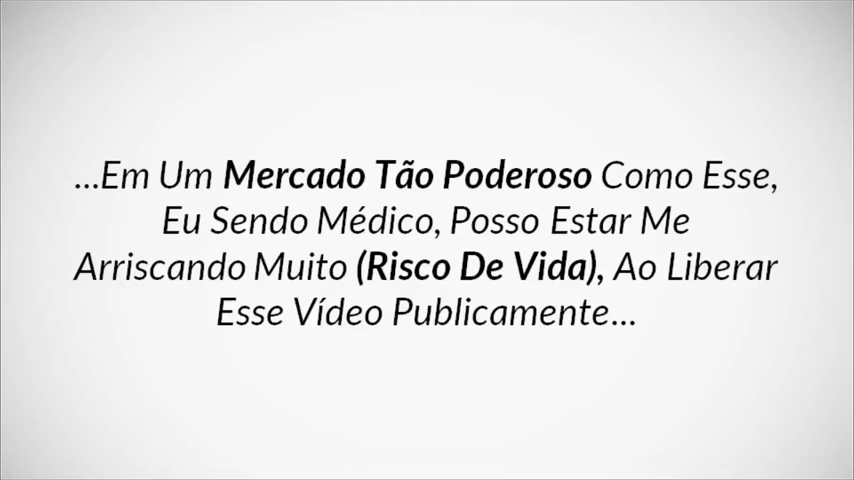 ...Em Um Mercado Tão Poderoso Como Esse,
Eu Sendo Médico, Posso Estar Me
Arriscando Muito (Risco De Vida), Ao Liberar
Esse Vídeo Publicamente...